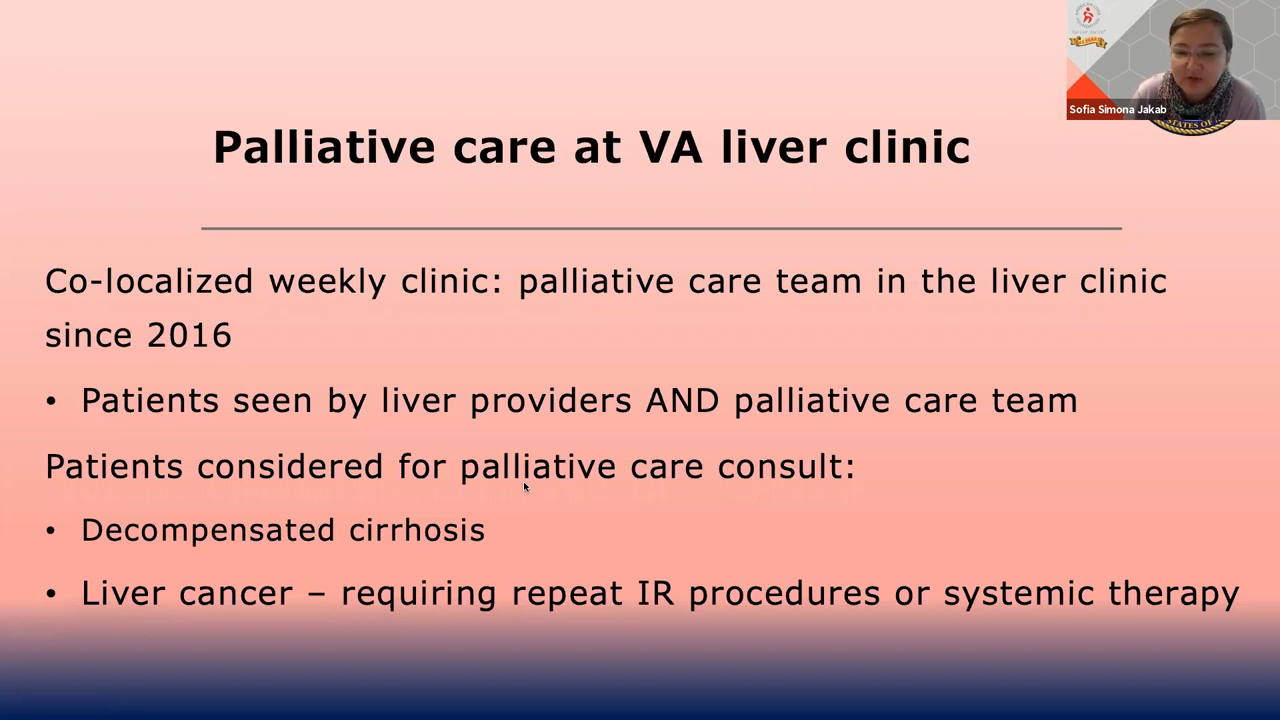 Sofia Simona Jakab
STATES OF
Palliative care at VA liver clinic
Co-localized weekly clinic: palliative care team in the liver clinic
since 2016
• Patients seen by liver providers AND palliative care team
Patients considered for palliative care consult:
• Decompensated cirrhosis
• Liver cancer – requiring repeat IR procedures or systemic therapy